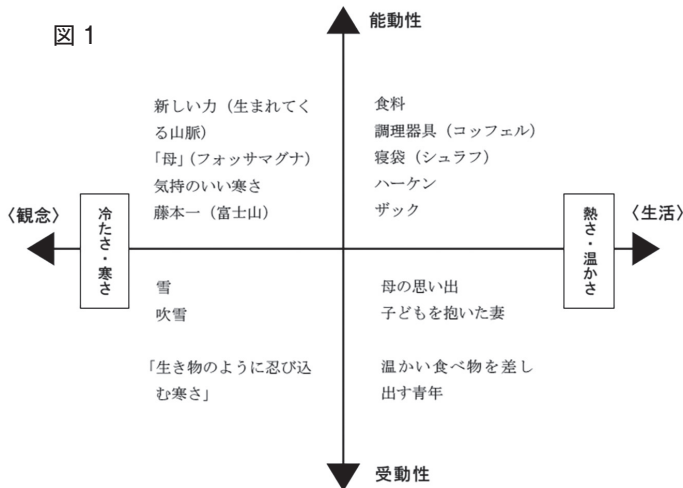 図 1
能動性
新しい力（生まれてく
る山脈）
「母」（フォッサマグナ）
気持のいい寒さ
藤本一（富士山）
食料
調理器具（コッフェル）
寝袋（シュラフ）
ハーケン
ザック
〈観念〉
冷たさ・寒さ
熱さ・温かさ
〈生活〉
雪
吹雪
「生き物のように忍び込
む寒さ」
母の思い出
子どもを抱いた妻
温かい食べ物を差し
出す青年
受動性